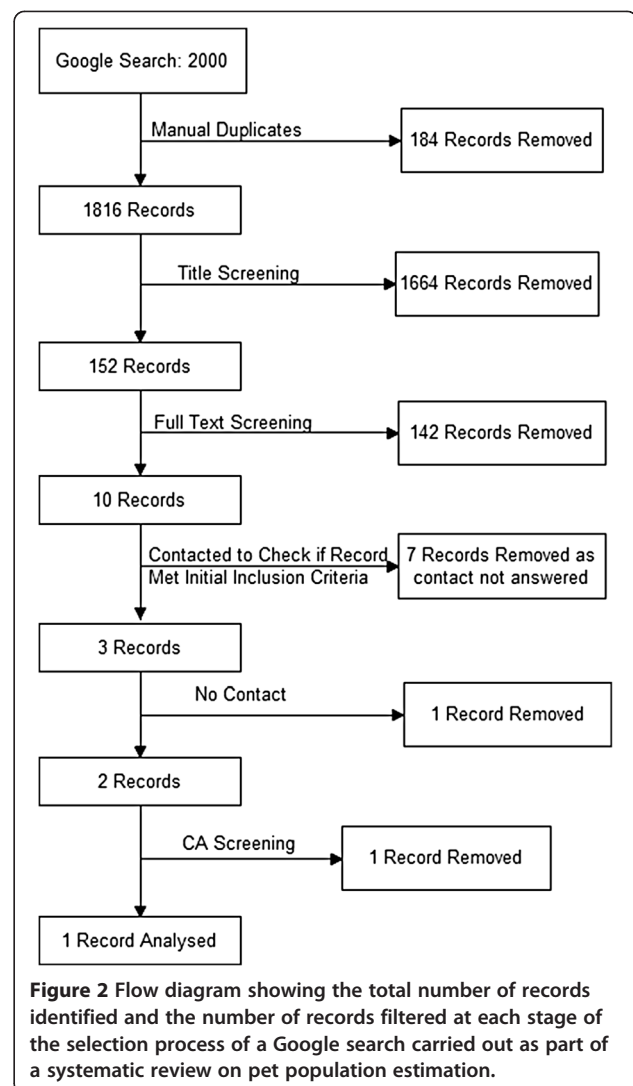 Google Search: 2000
Manual Duplicates
184 Records Removed
1816 Records
Title Screening
1664 Records Removed
152 Records
Full Text Screening
142 Records Removed
10 Records
Contacted to Check if Record
Met Initial Inclusion Criteria
7 Records Removed as
contact not answered
3 Records
No Contact
1 Record Removed
2 Records
CA Screening
1 Record Removed
1 Record Analysed
Figure 2 Flow diagram showing the total number of records
identified and the number of records filtered at each stage of
the selection process of a Google search carried out as part of
a systematic review on pet population estimation.